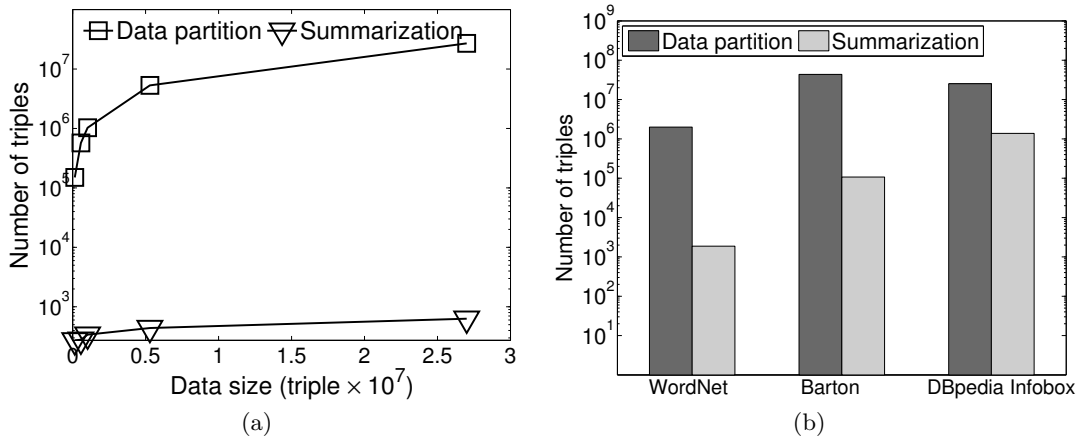 Data partition
Summarization
Number of triples
10^7
10^6
10^5
10^4
10^3
0 0.5 1 1.5 2 2.5 3
Data size (triple × 10^7)
(a)
Data partition
Summarization
Number of triples
10^9
10^8
10^7
10^6
10^5
10^4
10^3
10^2
10^1
WordNet Barton DBpedia Infobox
(b)